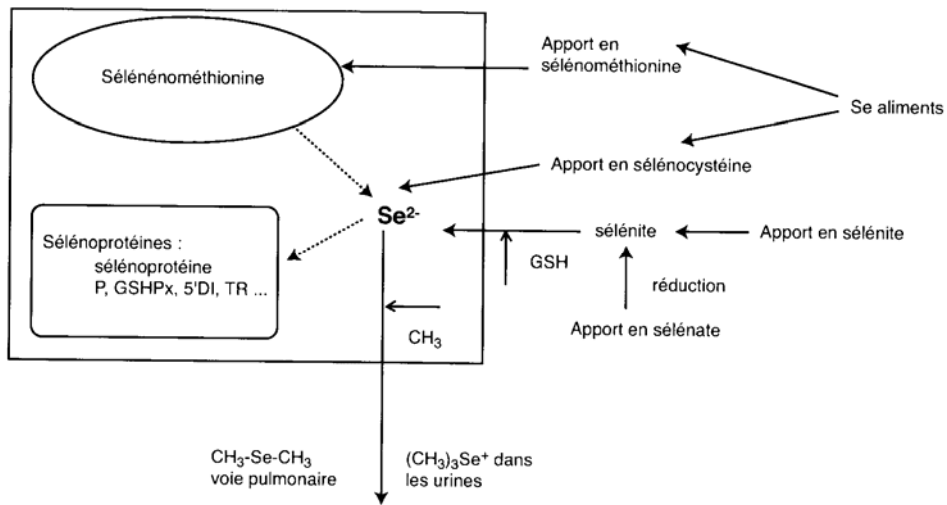 Sélénénométhionine
Apport en
sélénométhionine
Se aliments
Apport en sélénocystéine
Se²⁻
Sélénoprotéines :
sélénoprotéine
P, GSHPx, 5'DI, TR ...
sélénite
Apport en sélénite
GSH
réduction
CH₃
Apport en sélénate
CH₃-Se-CH₃
voie pulmonaire
(CH₃)₃Se⁺ dans
les urines